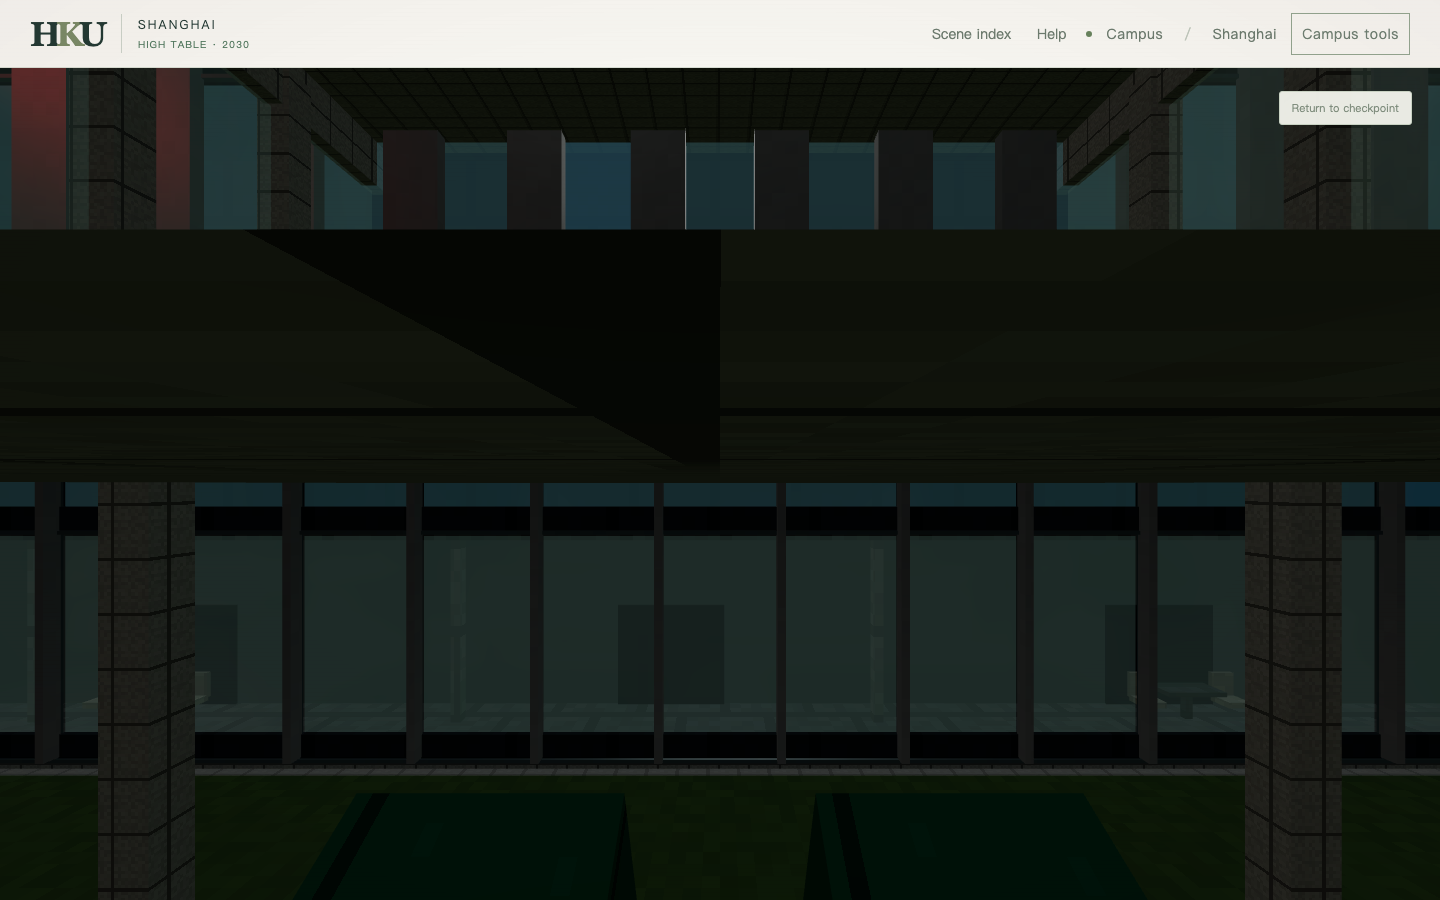 HKU
SHANGHAI
HIGH TABLE · 2030
Scene index
Help
Campus
/
Shanghai
Campus tools
Return to checkpoint